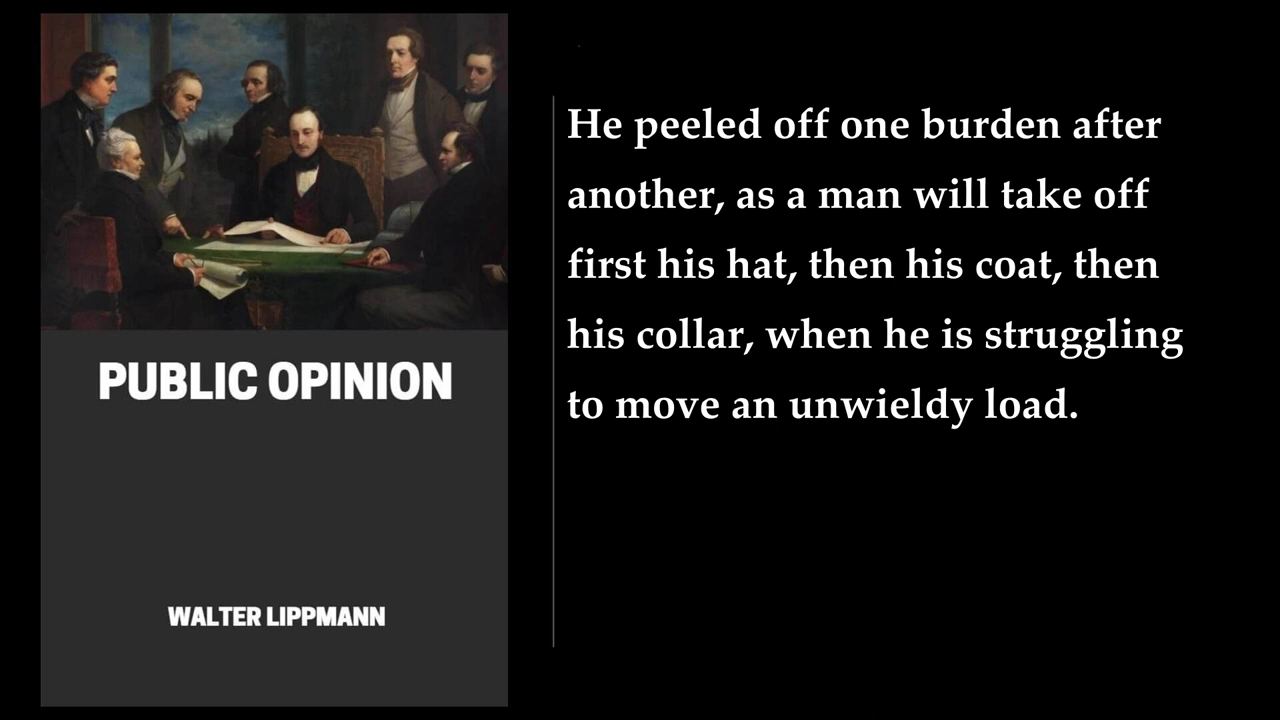 PUBLIC OPINION
WALTER LIPPMANN
He peeled off one burden after
another, as a man will take off
first his hat, then his coat, then
his collar, when he is struggling
to move an unwieldy load.